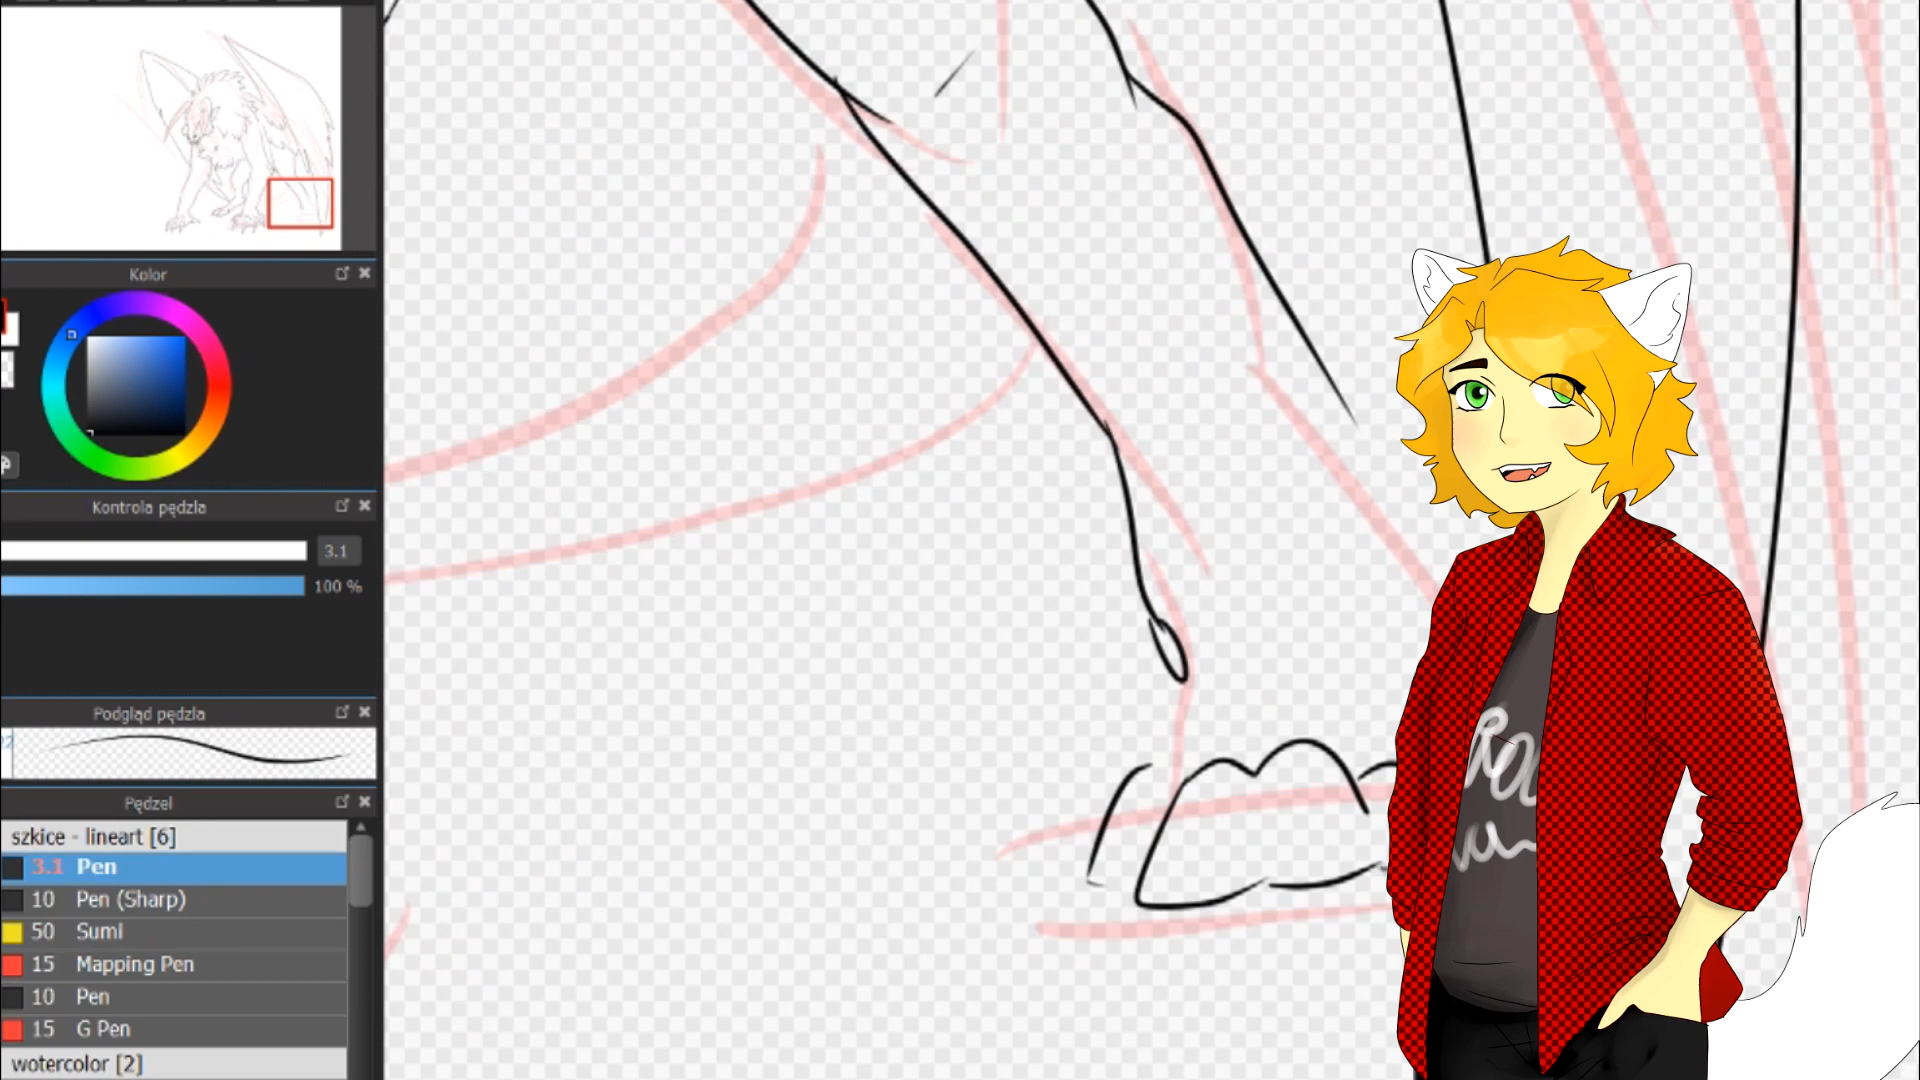 Kolor
Kontrola pędzla
3.1
100 %
Podgląd pędzla
Pędzel
szkice - lineart [6]
3.1 Pen
10 Pen (Sharp)
50 Sumi
15 Mapping Pen
10 Pen
15 G Pen
wotercolor [2]